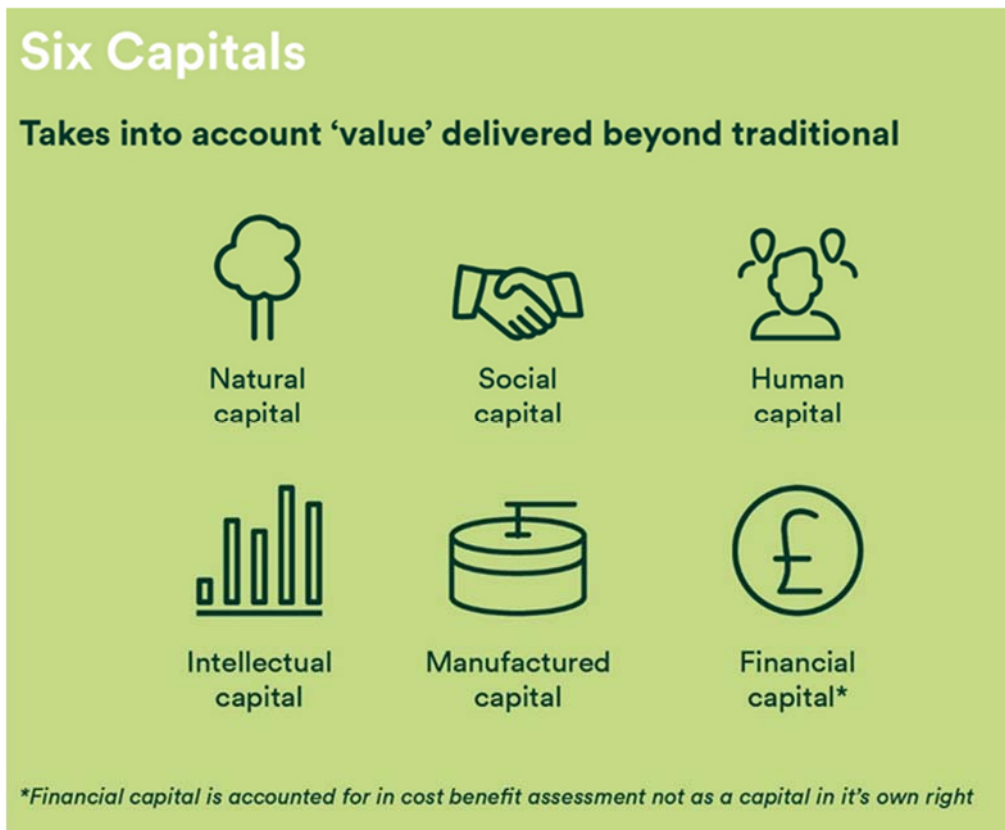 Six Capitals
Takes into account ‘value’ delivered beyond traditional
Natural
capital
Social
capital
Human
capital
Intellectual
capital
Manufactured
capital
£
Financial
capital*
*Financial capital is accounted for in cost benefit assessment not as a capital in it's own right